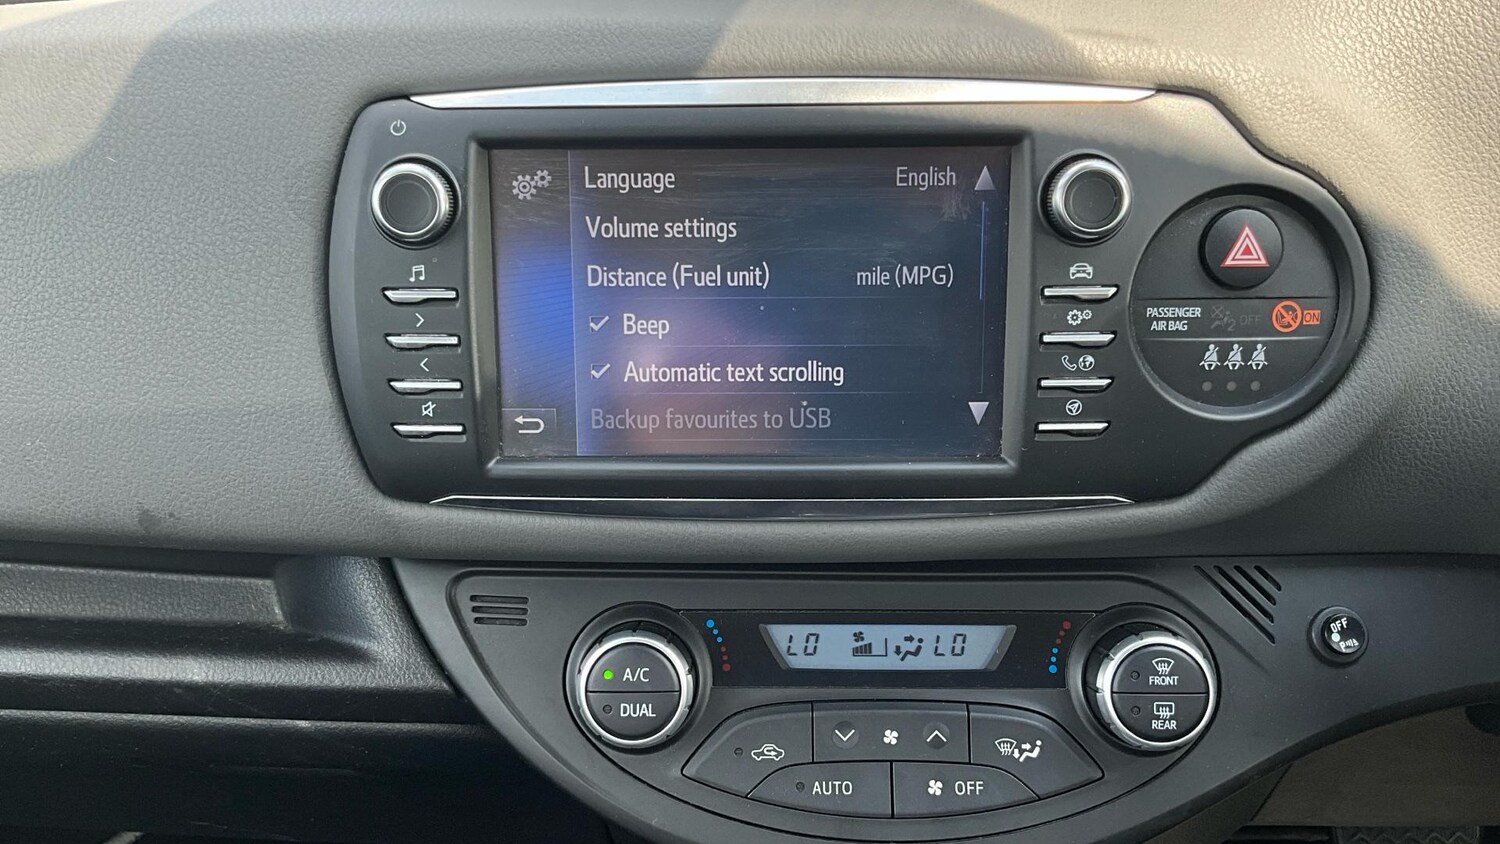 Language English
Volume settings
Distance (Fuel unit) mile (MPG)
Beep
Automatic text scrolling
Backup favourites to USB
PASSENGER
AIR BAG
2 OFF
ON
LO LO
A/C
DUAL
FRONT
REAR
AUTO
OFF
OFF